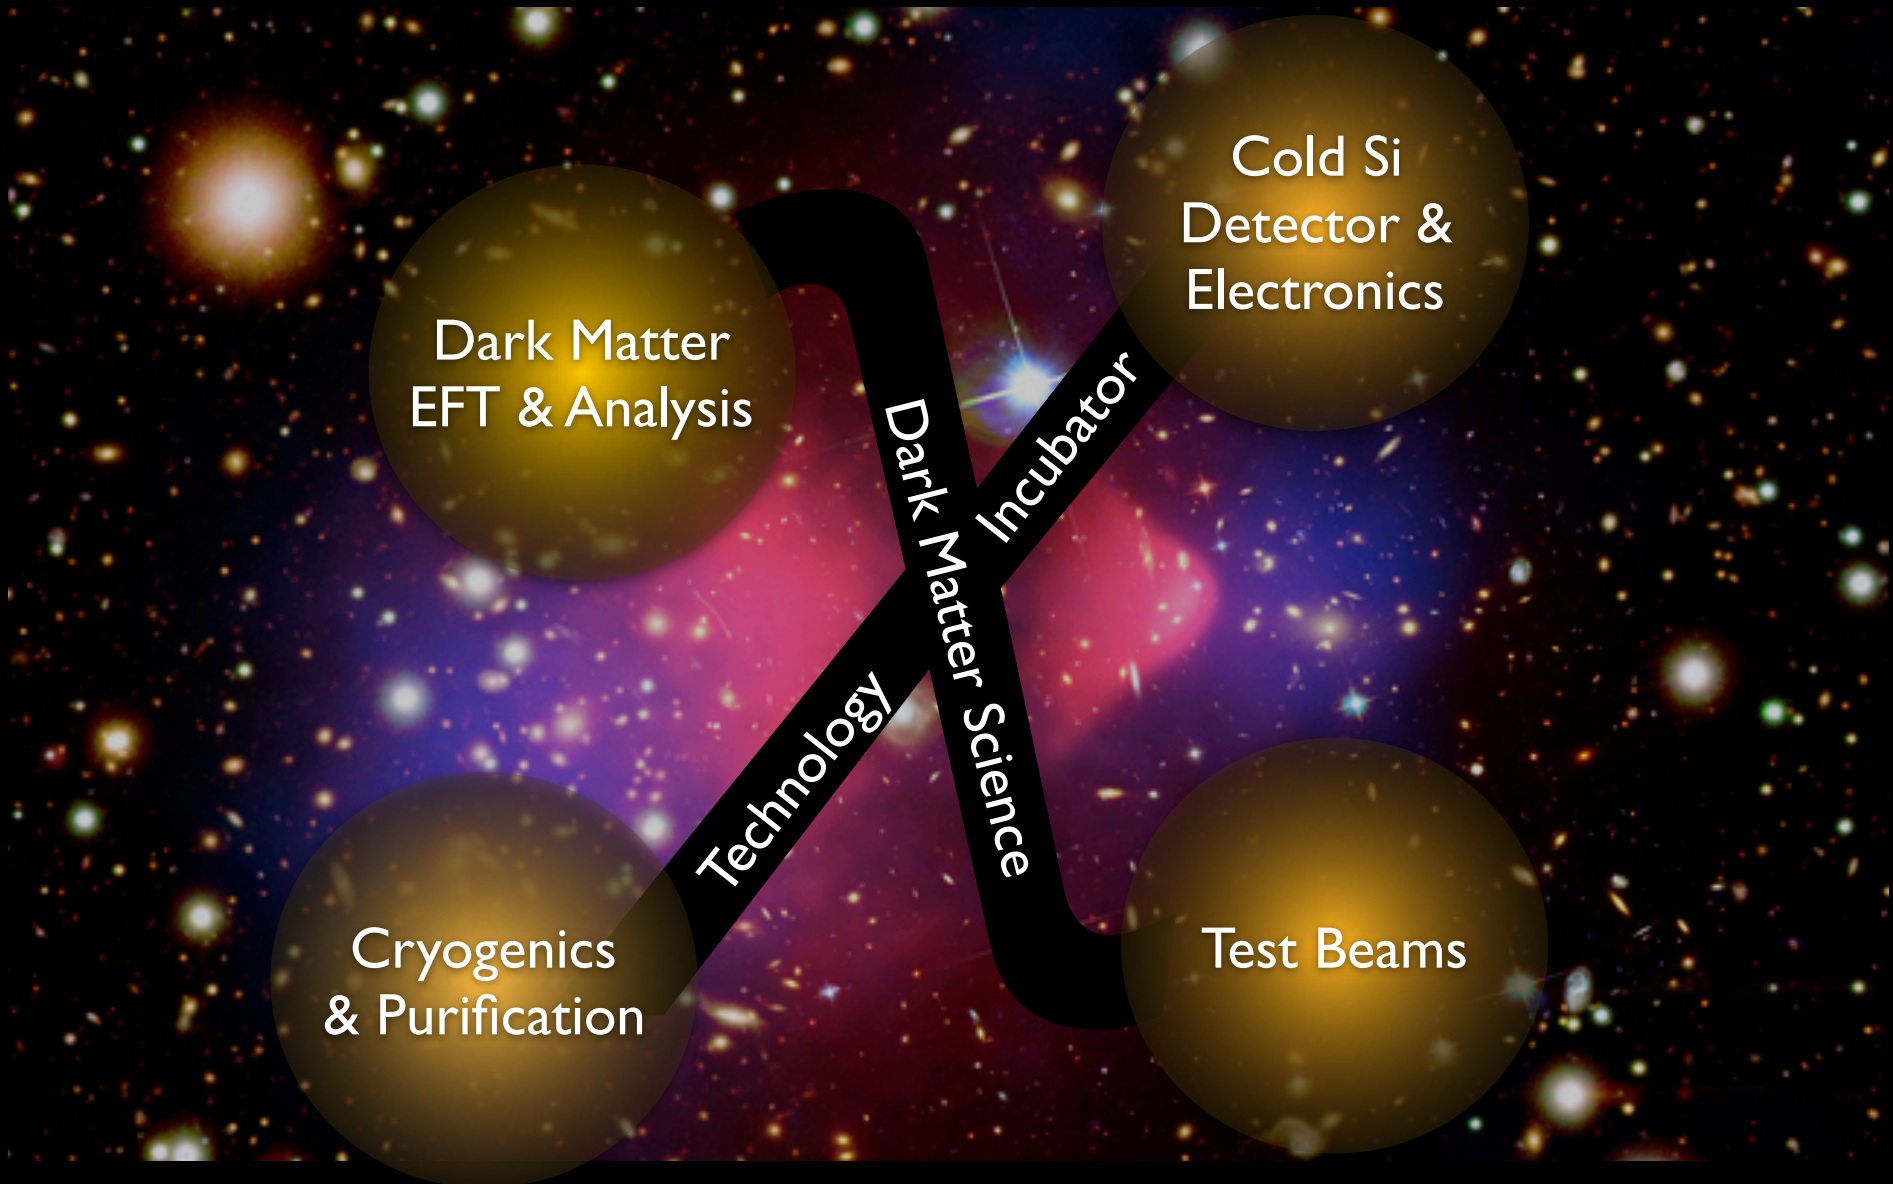 Cold Si
Detector &
Electronics
Dark Matter
EFT & Analysis
Dark Matter Science
Technology Incubator
Cryogenics
& Purification
Test Beams